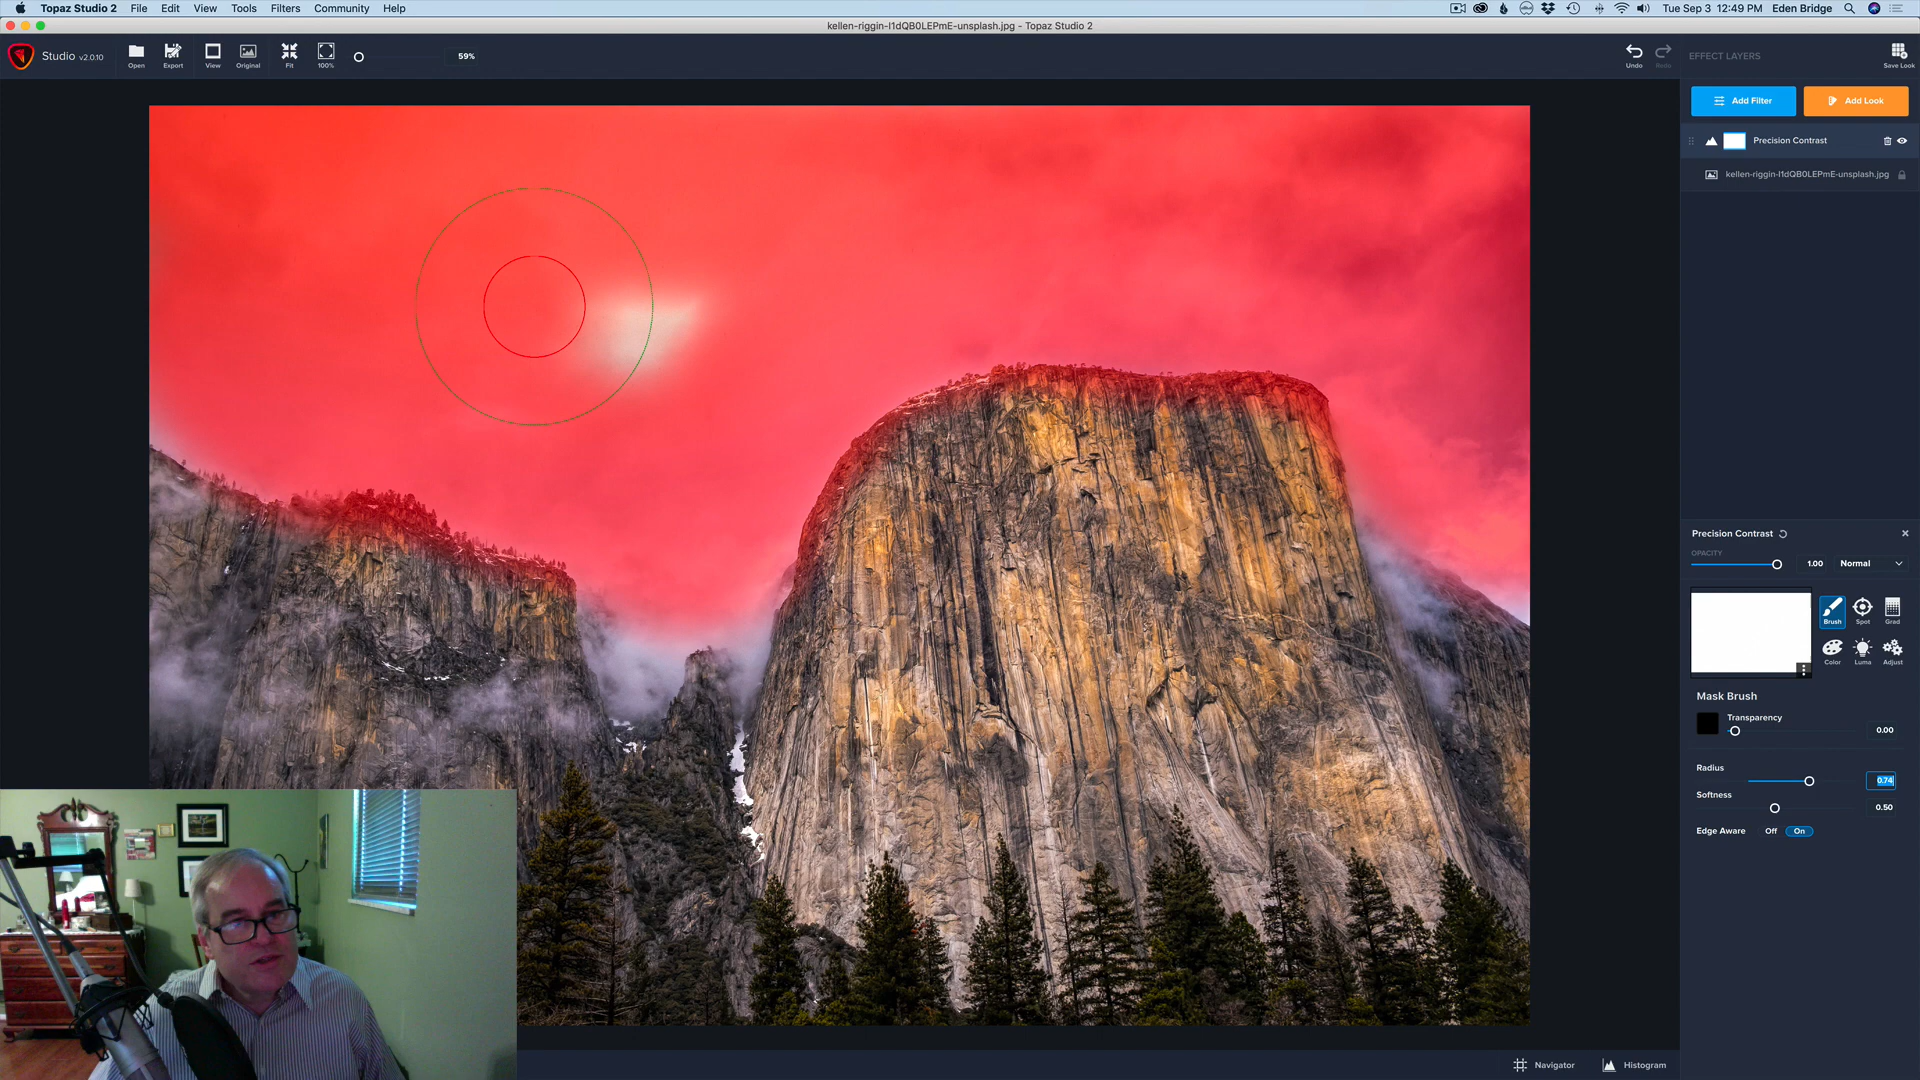 Topaz Studio 2 File Edit View Tools Filters Community Help Tue Sep 3 12:49 PM Eden Bridge
kellen-riggin-I1dQB0LEPmE-unsplash.jpg - Topaz Studio 2
Studio v2.0.10 Open Export View Original Fit 100% 59% Undo Redo EFFECT LAYERS Save Look
Add Filter Add Look
Precision Contrast
kellen-riggin-I1dQB0LEPmE-unsplash.jpg
Precision Contrast
OPACITY
1.00 Normal
Brush Spot Grad
Color Luma Adjust
Mask Brush
Transparency
0.00
Radius
0.74
Softness
0.50
Edge Aware Off On
Navigator Histogram